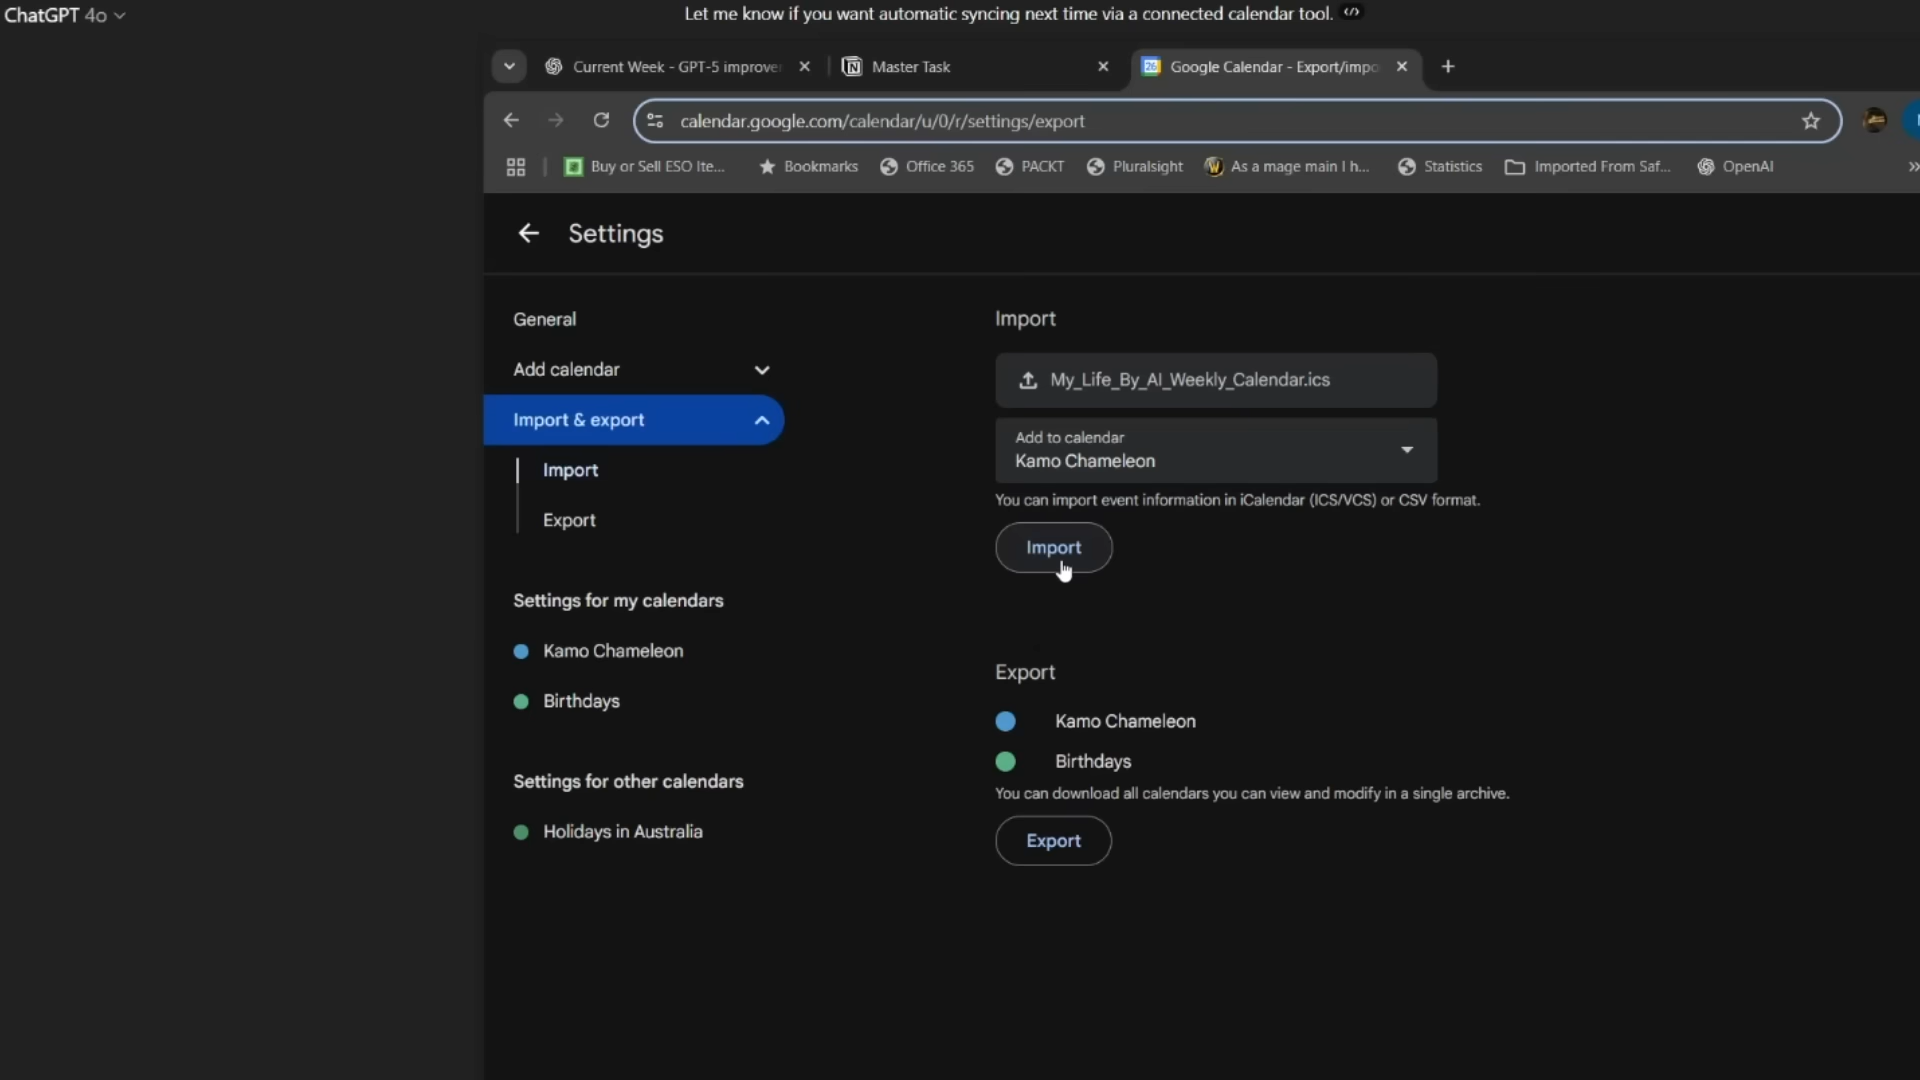 ChatGPT 4o
Let me know if you want automatic syncing next time via a connected calendar tool.
Current Week - GPT-5 improve
Master Task
Google Calendar - Export/impo
calendar.google.com/calendar/u/0/r/settings/export
Buy or Sell ESO Ite...
Bookmarks
Office 365
PACKT
Pluralsight
As a mage main I h...
Statistics
Imported From Saf...
OpenAI
Settings
General
Add calendar
Import & export
Import
Export
Settings for my calendars
Kamo Chameleon
Birthdays
Settings for other calendars
Holidays in Australia
Import
My_Life_By_AI_Weekly_Calendar.ics
Add to calendar
Kamo Chameleon
You can import event information in iCalendar (ICS/VCS) or CSV format.
Import
Export
Kamo Chameleon
Birthdays
You can download all calendars you can view and modify in a single archive.
Export